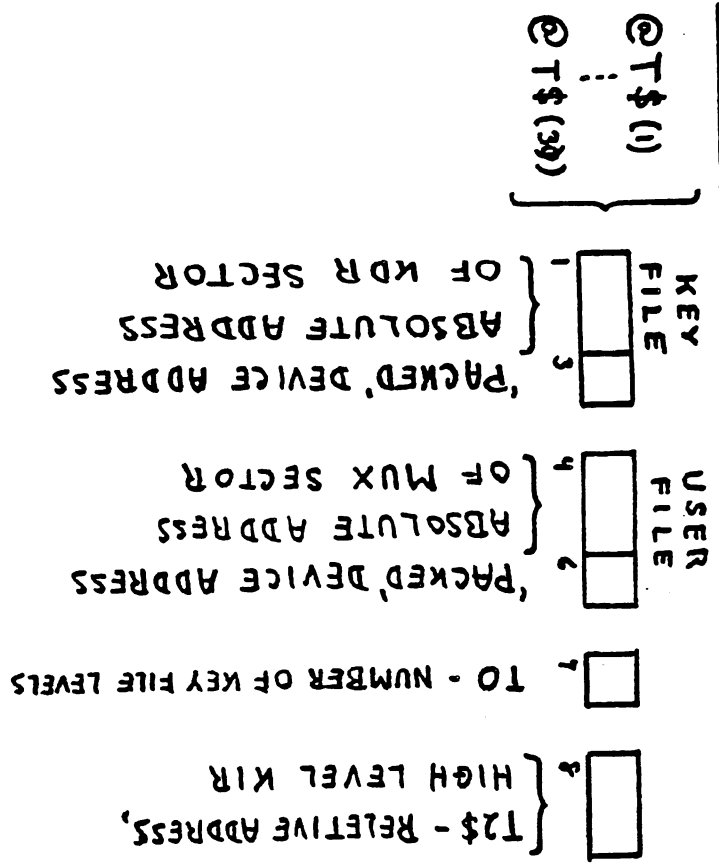 T2$ - RELETIVE ADDRESS,
HIGH LEVEL KIR
8
TO - NUMBER OF KEY FILE LEVELS
7
USER
FILE
'PACKED' DEVICE ADDRESS
6
ABSOLUTE ADDRESS
OF MUX SECTOR
4
KEY
FILE
'PACKED' DEVICE ADDRESS
3
ABSOLUTE ADDRESS
OF KDR SECTOR
1
@T$(1)
@T$(30)